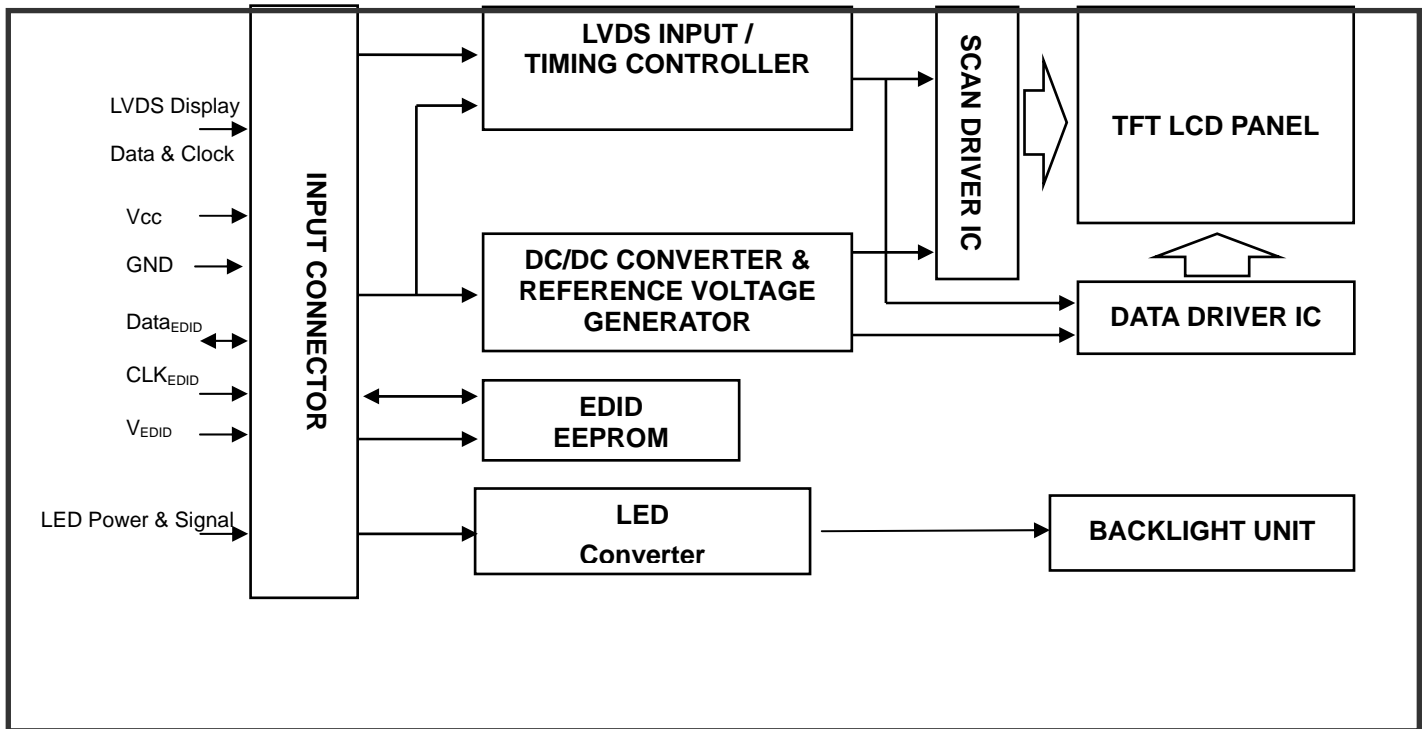 LVDS Display
Data & Clock
Vcc
GND
DataEDID
CLKEDID
VEDID
LED Power & Signal
INPUT CONNECTOR
LVDS INPUT /
TIMING CONTROLLER
DC/DC CONVERTER &
REFERENCE VOLTAGE
GENERATOR
EDID
EEPROM
LED
Converter
SCAN DRIVER IC
TFT LCD PANEL
DATA DRIVER IC
BACKLIGHT UNIT